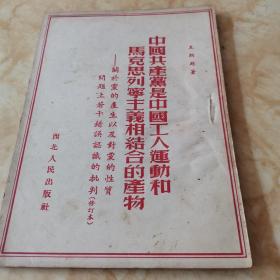 中國共產黨是中國工人運動和
馬克思列寧主義相結合的產物
——關於黨的產生以及對黨的性質
問題上若干錯誤認識的批判(修訂本)
西北人民出版社